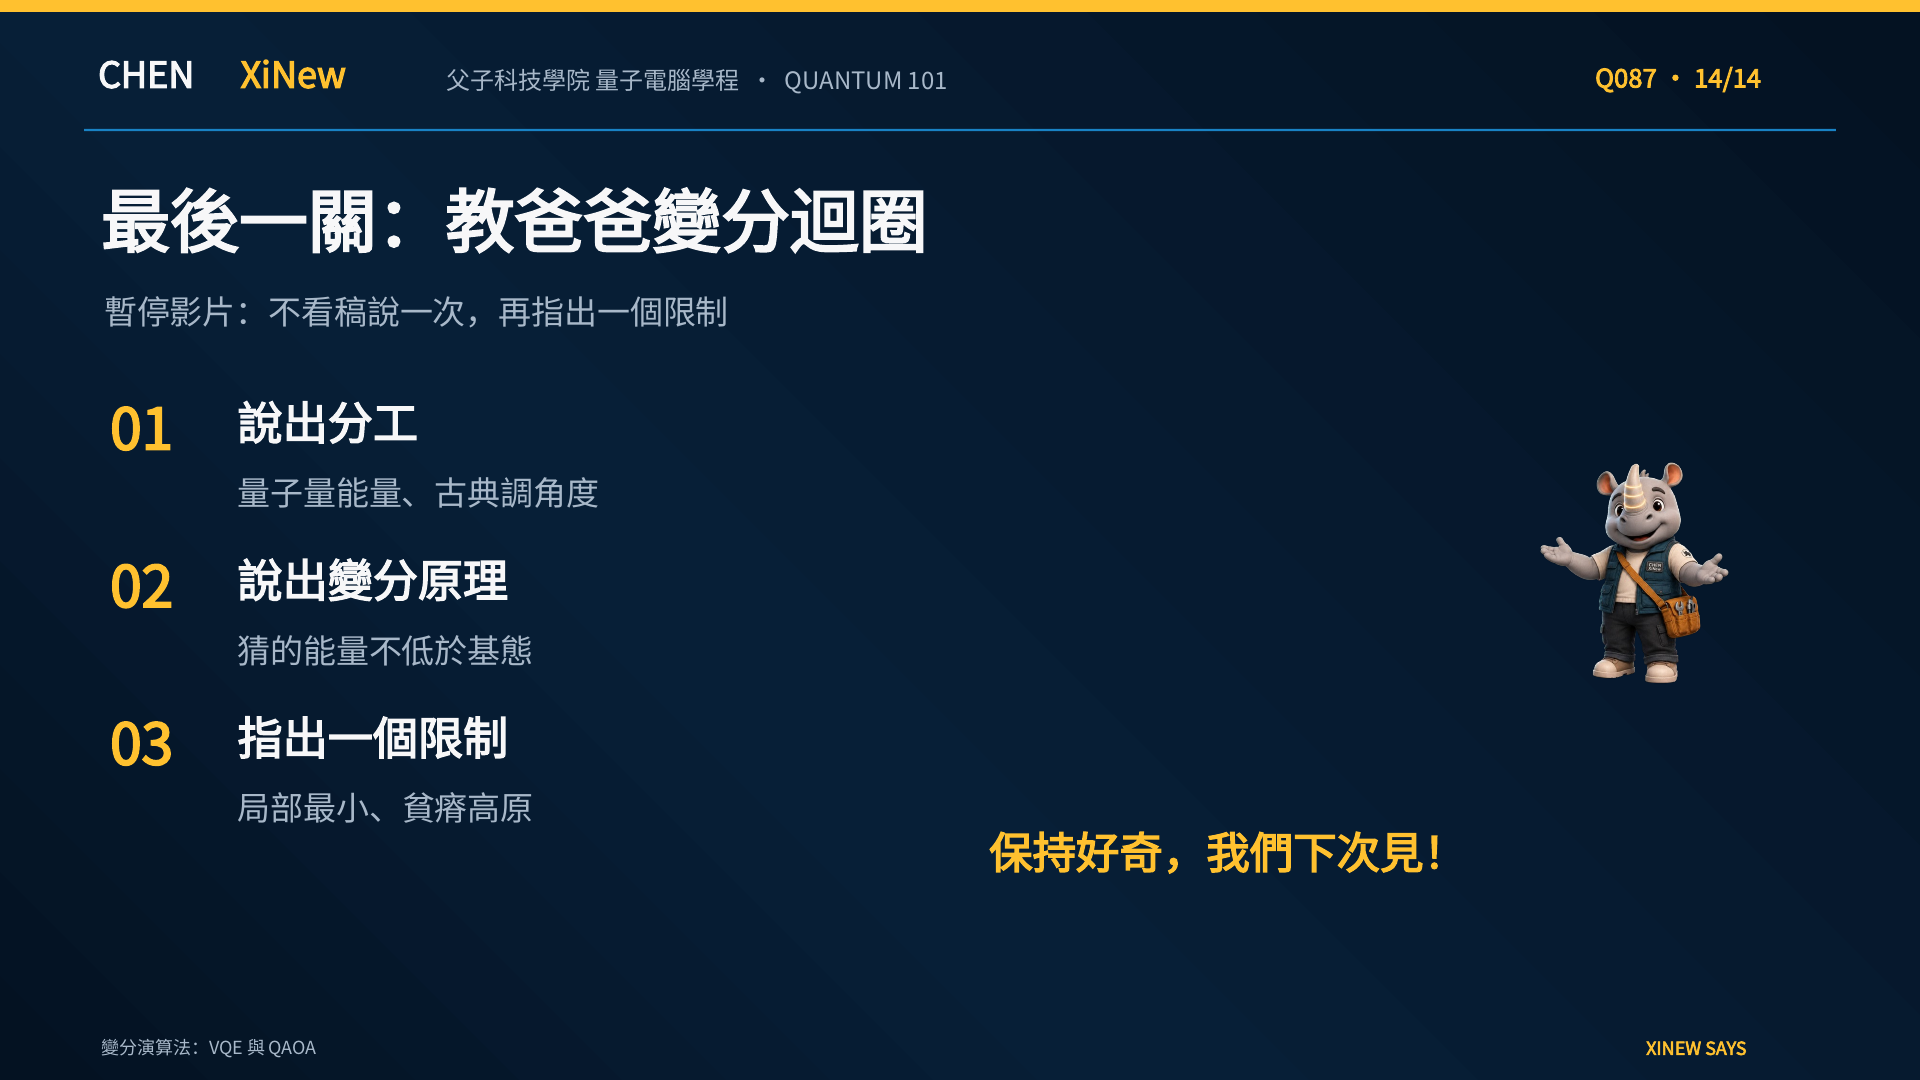 CHEN XiNew 父子科技學院 量子電腦學程 • QUANTUM 101 Q087 • 14/14
最後一關：教爸爸變分迴圈
暫停影片：不看稿說一次，再指出一個限制
01 說出分工
量子量能量、古典調角度
02 說出變分原理
猜的能量不低於基態
03 指出一個限制
局部最小、貧瘠高原
保持好奇，我們下次見！
變分演算法：VQE 與 QAOA XINEW SAYS